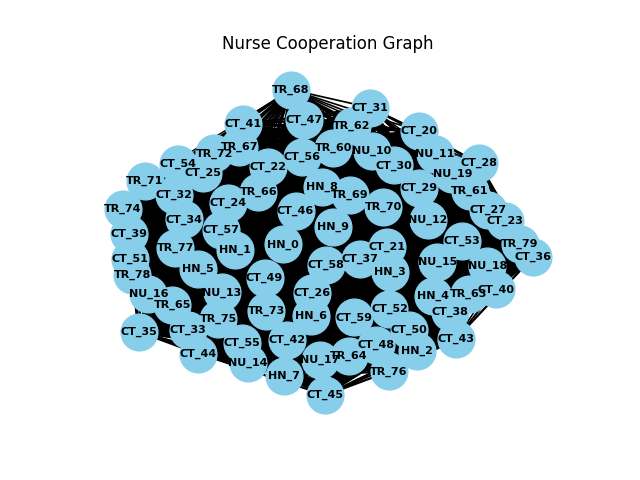 Nurse Cooperation Graph
TR_68
CT_31
CT_47
CT_41
TR_62
CT_20
TR_67
TR_60
NU_10
TR_72
NU_11
CT_56
CT_54
CT_28
CT_30
CT_22
CT_25
NU_19
TR_71
HN_8
CT_29
TR_61
TR_66
CT_32
TR_69
CT_24
TR_70
TR_74
CT_46
CT_27
CT_34
NU_12
CT_23
HN_9
CT_57
CT_39
CT_53
HN_0
TR_79
CT_21
TR_77
HN_1
CT_36
CT_51
CT_37
NU_15
CT_58
NU_18
HN_5
HN_3
TR_78
CT_49
CT_40
NU_13
CT_26
NU_16
TR_63
HN_4
TR_65
CT_52
TR_73
CT_38
HN_6
CT_59
TR_75
CT_50
CT_33
CT_35
CT_43
CT_42
CT_55
CT_48
HN_2
CT_44
TR_64
NU_17
NU_14
TR_76
HN_7
CT_45